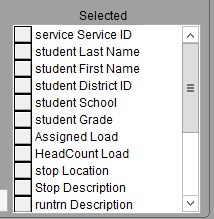 Selected
service Service ID
student Last Name
student First Name
student District ID
student School
student Grade
Assigned Load
HeadCount Load
stop Location
Stop Description
runtrn Description